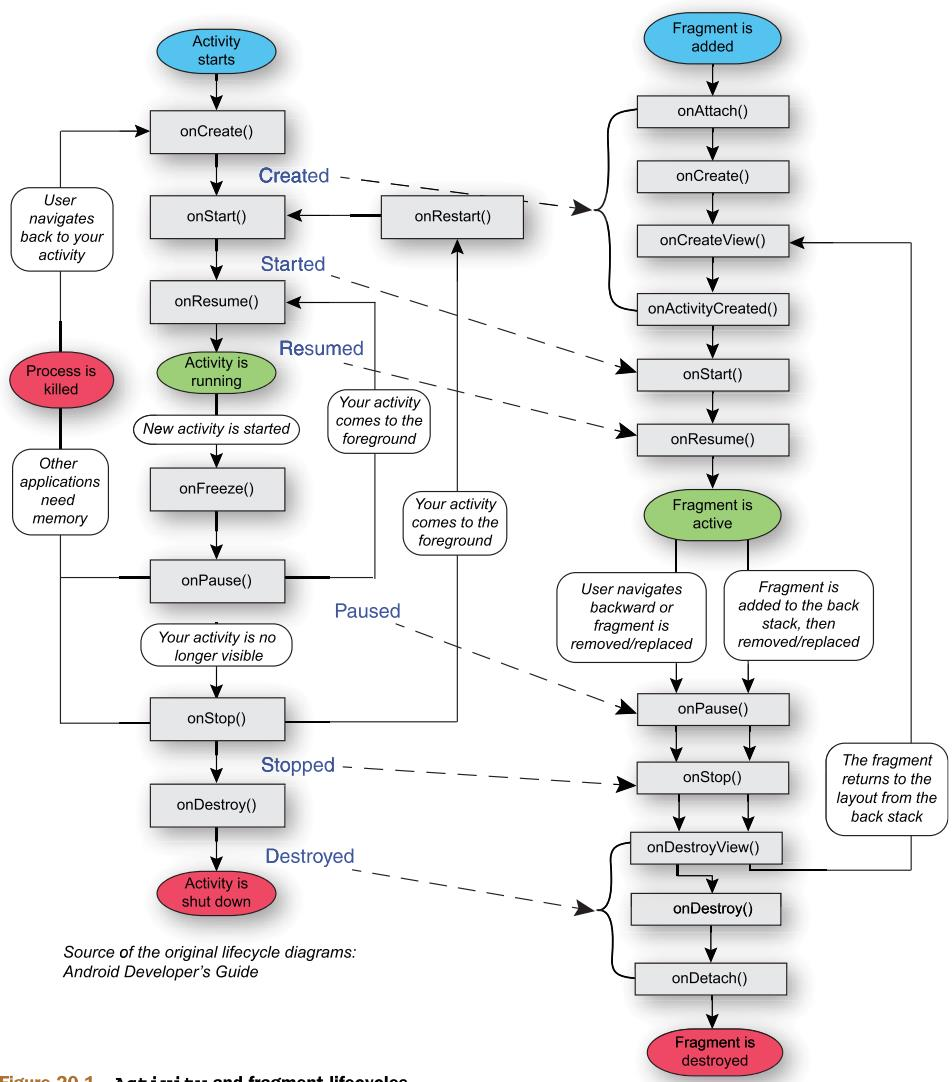 Activity
starts
onCreate()
Created
User
navigates
back to your
activity
onStart()
onRestart()
Started
onResume()
Resumed
Process is
killed
Activity is
running
New activity is started
Your activity
comes to the
foreground
Other
applications
need
memory
onFreeze()
Your activity
comes to the
foreground
onPause()
Paused
Your activity is no
longer visible
onStop()
Stopped
onDestroy()
Destroyed
Activity is
shut down
Source of the original lifecycle diagrams:
Android Developer's Guide
Fragment is
added
onAttach()
onCreate()
onCreateView()
onActivityCreated()
onStart()
onResume()
Fragment is
active
User navigates
backward or
fragment is
removed/replaced
Fragment is
added to the back
stack, then
removed/replaced
onPause()
onStop()
The fragment
returns to the
layout from the
back stack
onDestroyView()
onDestroy()
onDetach()
Fragment is
destroyed
Figure 20.1 Activity and fragment lifecycles